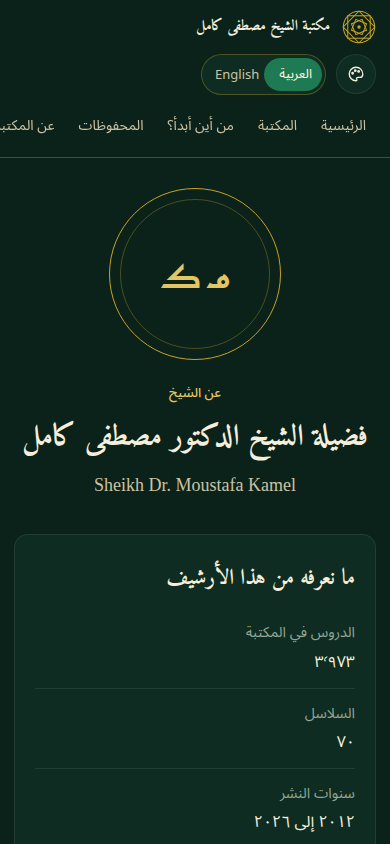 مكتبة الشيخ مصطفى كامل
العربية English
الرئيسية المكتبة من أين أبدأ؟ المحفوظات عن المكتب
م ك
عن الشيخ
فضيلة الشيخ الدكتور مصطفى كامل
Sheikh Dr. Moustafa Kamel
ما نعرفه من هذا الأرشيف
الدروس في المكتبة
٣٬٩٧٣
السلاسل
٧٠
سنوات النشر
٢٠١٢ إلى ٢٠٢٦